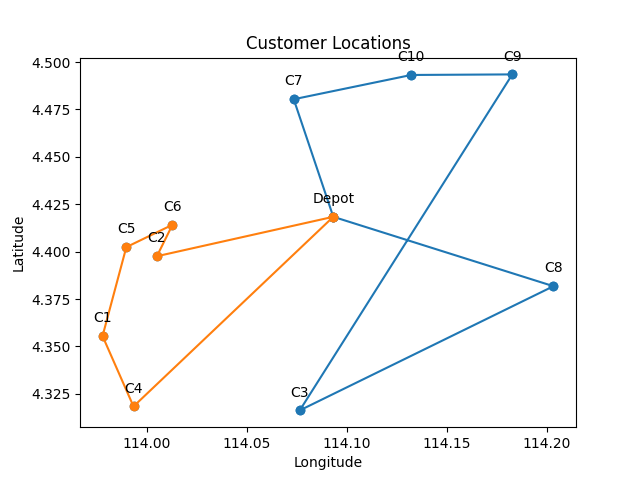 Customer Locations
4.500
4.475
4.450
4.425
4.400
4.375
4.350
4.325
C10
C9
C7
Depot
C6
C5
C2
C8
C1
C4
C3
114.00
114.05
114.10
114.15
114.20
Latitude
Longitude